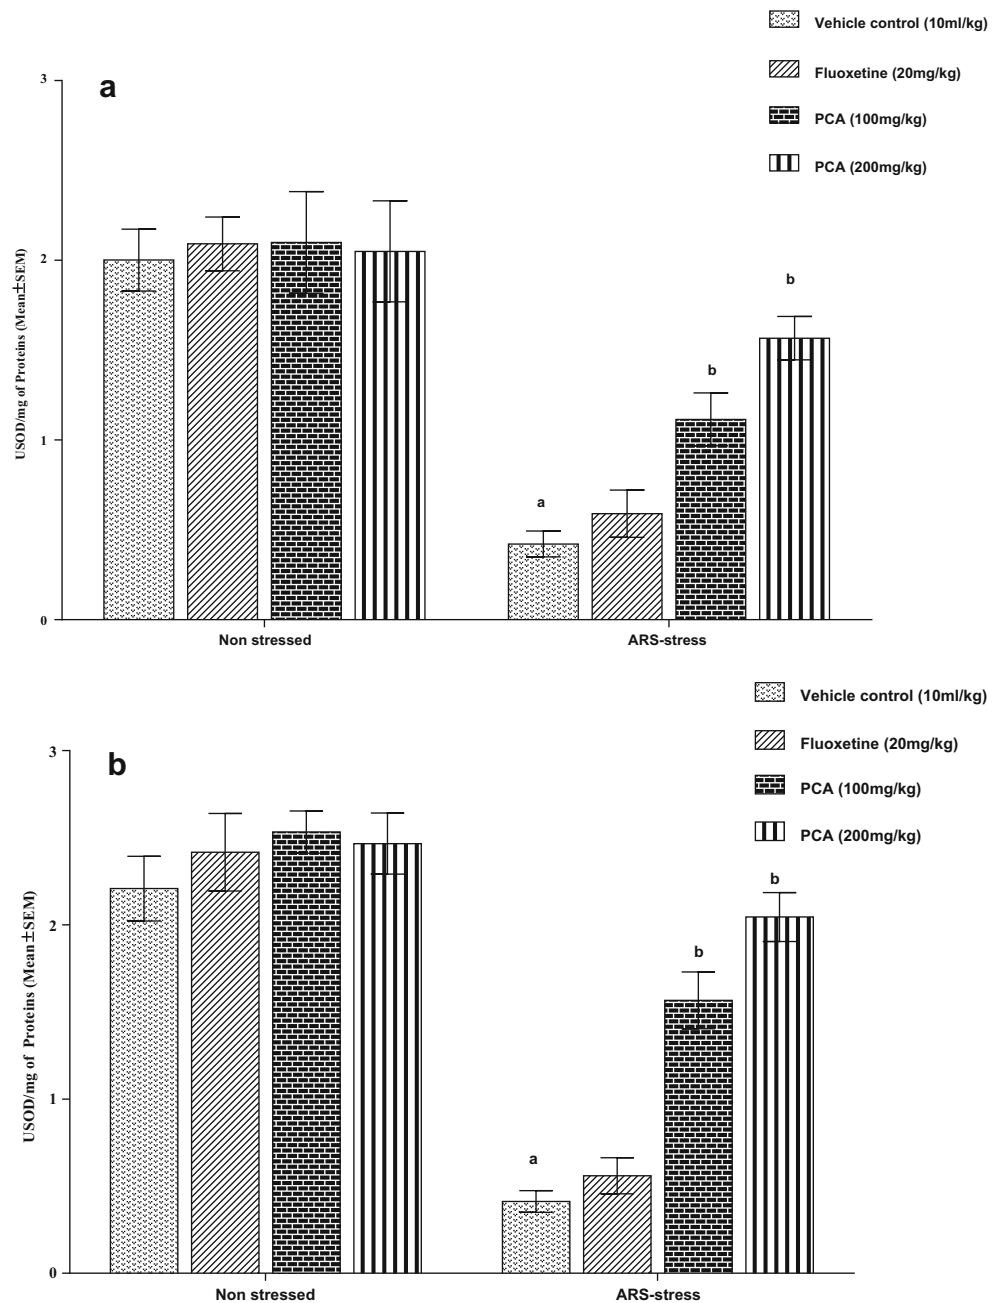 Vehicle control (10ml/kg)
Fluoxetine (20mg/kg)
PCA (100mg/kg)
PCA (200mg/kg)
a
3
2
1
0
USOD/mg of Proteins (Mean±SEM)
a
b
b
Non stressed
ARS-stress
Vehicle control (10ml/kg)
Fluoxetine (20mg/kg)
PCA (100mg/kg)
PCA (200mg/kg)
b
3
2
1
0
USOD/mg of Proteins (Mean±SEM)
a
b
b
Non stressed
ARS-stress